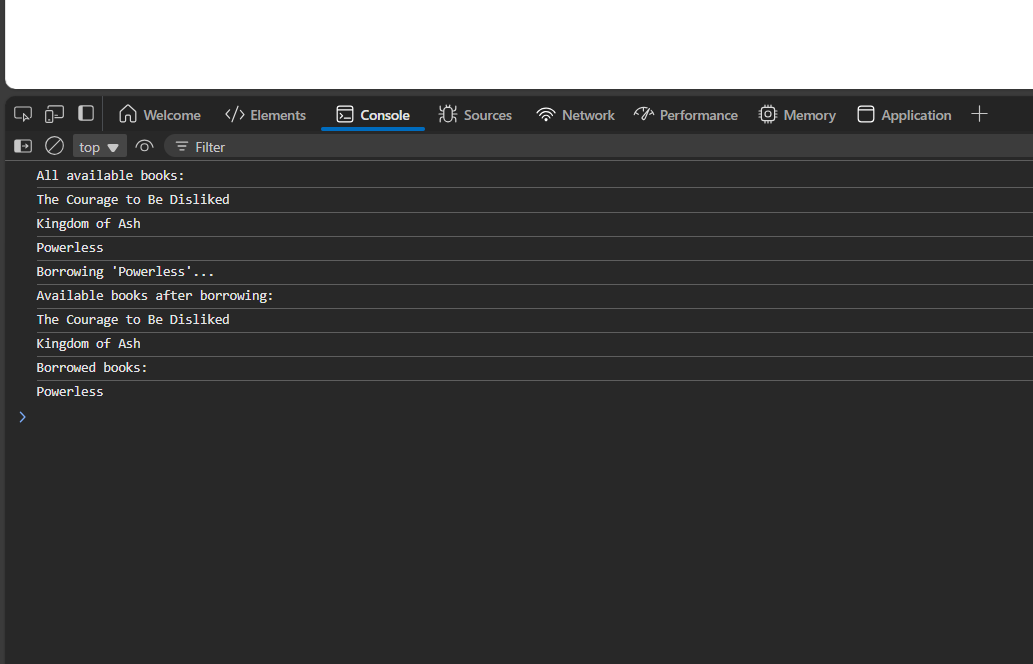 Welcome Elements Console Sources Network Performance Memory Application
top Filter
All available books:
The Courage to Be Disliked
Kingdom of Ash
Powerless
Borrowing 'Powerless'...
Available books after borrowing:
The Courage to Be Disliked
Kingdom of Ash
Borrowed books:
Powerless